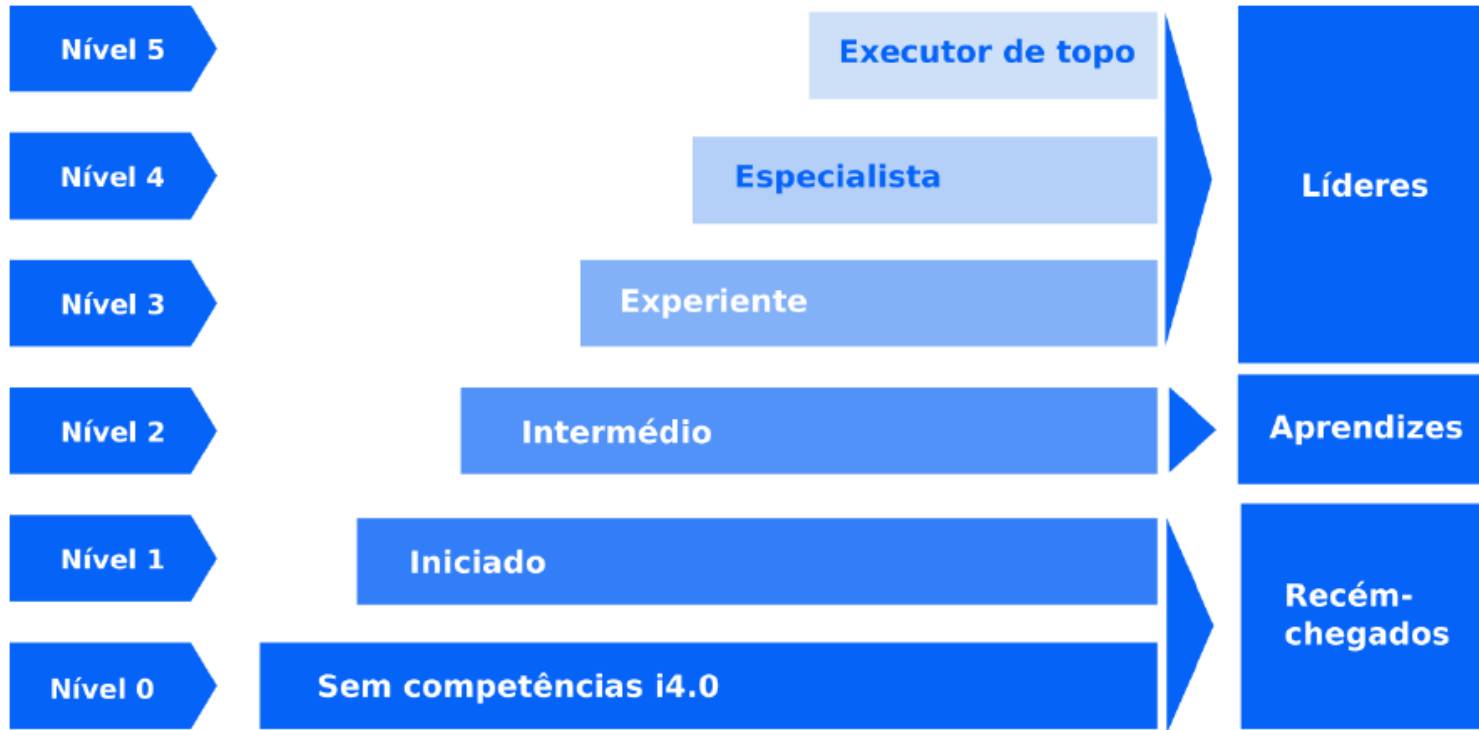 Nível 5
Executor de topo
Nível 4
Especialista
Líderes
Nível 3
Experiente
Nível 2
Intermédio
Aprendizes
Nível 1
Iniciado
Recém-
chegados
Nível 0
Sem competências i4.0